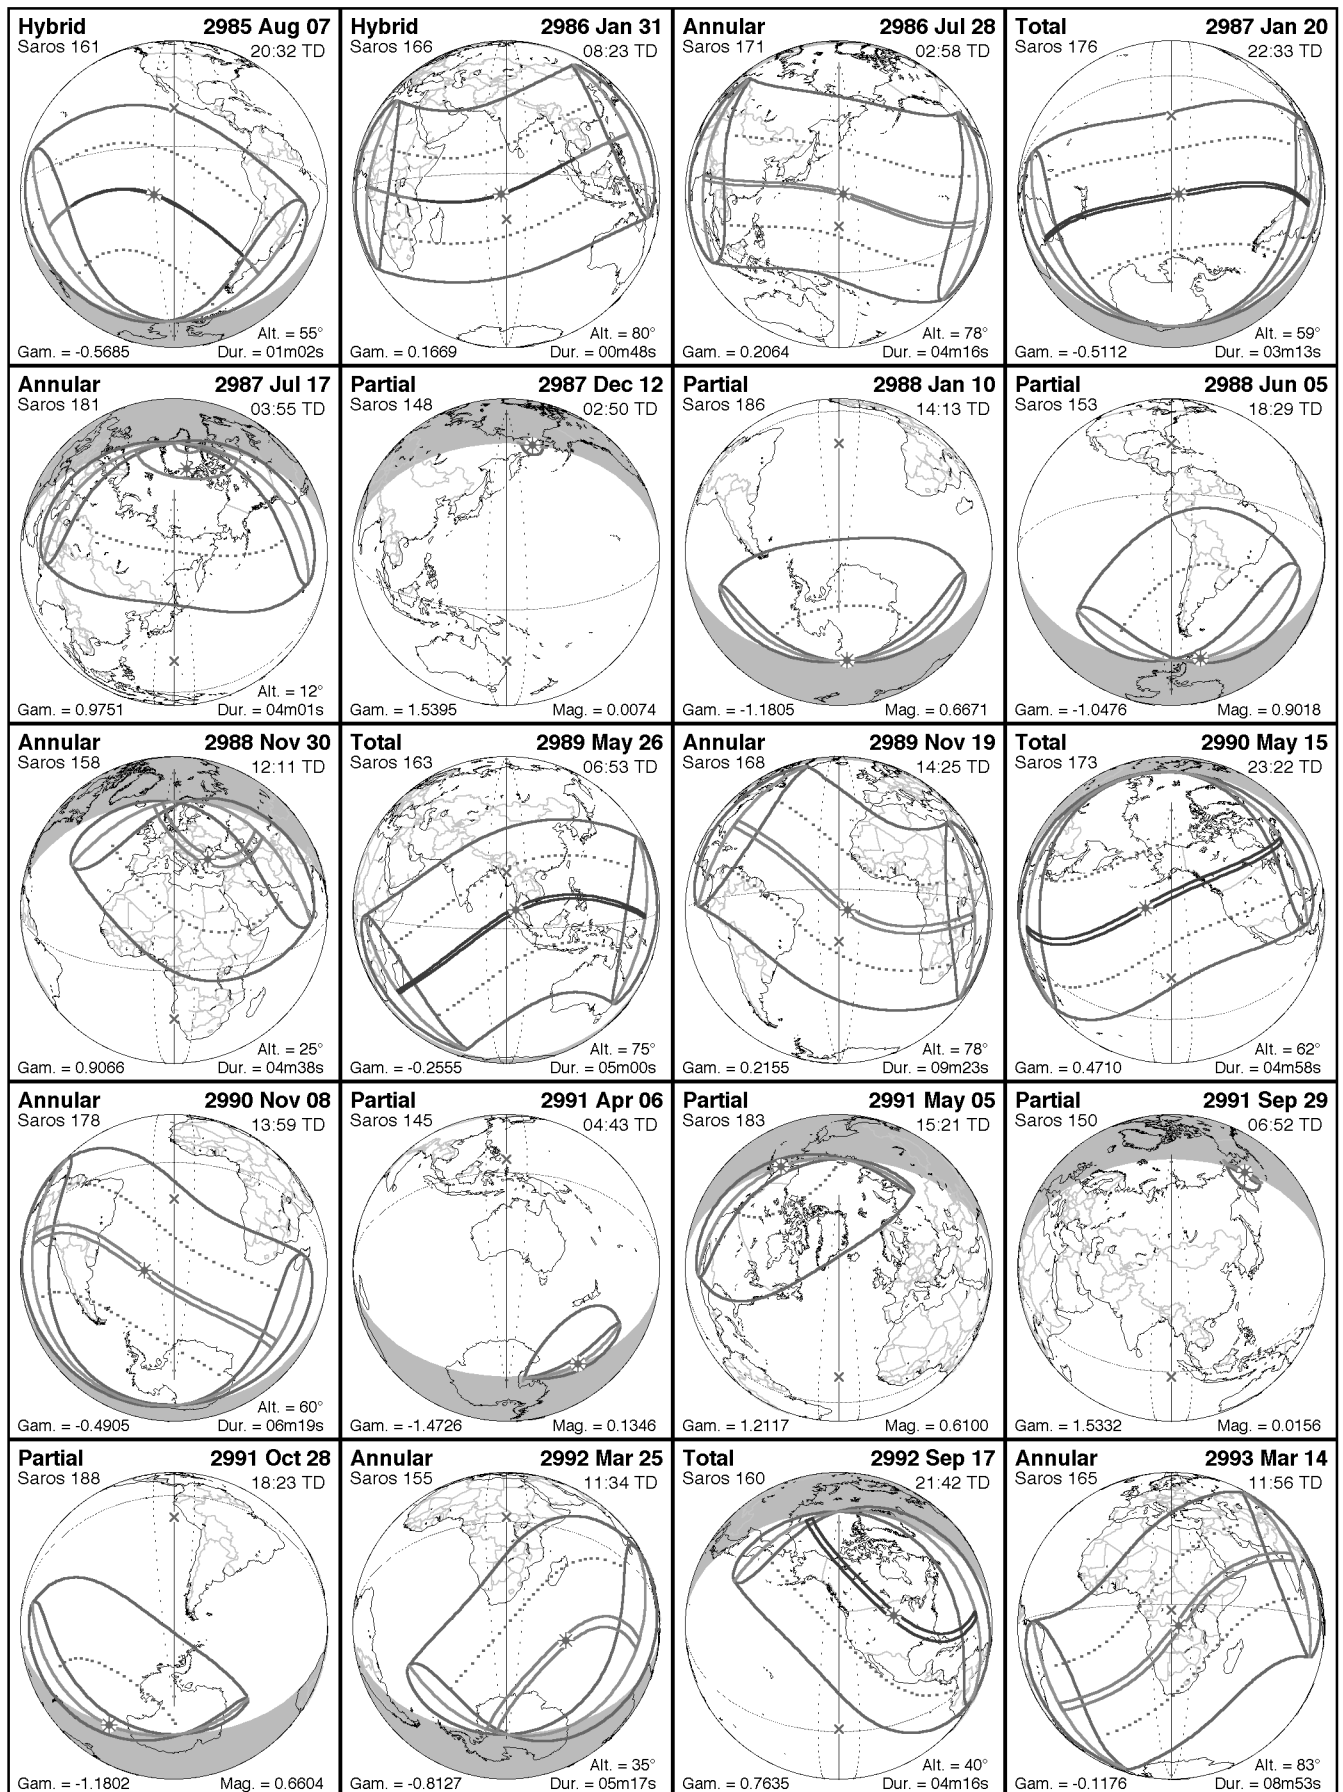 Hybrid 2985 Aug 07
Saros 161 20:32 TD
Alt. = 55°
Gam. = -0.5685 Dur. = 01m02s
Hybrid 2986 Jan 31
Saros 166 08:23 TD
Alt. = 80°
Gam. = 0.1669 Dur. = 00m48s
Annular 2986 Jul 28
Saros 171 02:58 TD
Alt. = 78°
Gam. = 0.2064 Dur. = 04m16s
Total 2987 Jan 20
Saros 176 22:33 TD
Alt. = 59°
Gam. = -0.5112 Dur. = 03m13s
Annular 2987 Jul 17
Saros 181 03:55 TD
Alt. = 12°
Gam. = 0.9751 Dur. = 04m01s
Partial 2987 Dec 12
Saros 148 02:50 TD
Gam. = 1.5395 Mag. = 0.0074
Partial 2988 Jan 10
Saros 186 14:13 TD
Gam. = -1.1805 Mag. = 0.6671
Partial 2988 Jun 05
Saros 153 18:29 TD
Gam. = -1.0476 Mag. = 0.9018
Annular 2988 Nov 30
Saros 158 12:11 TD
Alt. = 25°
Gam. = 0.9066 Dur. = 04m38s
Total 2989 May 26
Saros 163 06:53 TD
Alt. = 75°
Gam. = -0.2555 Dur. = 05m00s
Annular 2989 Nov 19
Saros 168 14:25 TD
Alt. = 78°
Gam. = 0.2155 Dur. = 09m23s
Total 2990 May 15
Saros 173 23:22 TD
Alt. = 62°
Gam. = 0.4710 Dur. = 04m58s
Annular 2990 Nov 08
Saros 178 13:59 TD
Alt. = 60°
Gam. = -0.4905 Dur. = 06m19s
Partial 2991 Apr 06
Saros 145 04:43 TD
Gam. = -1.4726 Mag. = 0.1346
Partial 2991 May 05
Saros 183 15:21 TD
Gam. = 1.2117 Mag. = 0.6100
Partial 2991 Sep 29
Saros 150 06:52 TD
Gam. = 1.5332 Mag. = 0.0156
Partial 2991 Oct 28
Saros 188 18:23 TD
Gam. = -1.1802 Mag. = 0.6604
Annular 2992 Mar 25
Saros 155 11:34 TD
Alt. = 35°
Gam. = -0.8127 Dur. = 05m17s
Total 2992 Sep 17
Saros 160 21:42 TD
Alt. = 40°
Gam. = 0.7635 Dur. = 04m16s
Annular 2993 Mar 14
Saros 165 11:56 TD
Alt. = 83°
Gam. = -0.1176 Dur. = 08m53s